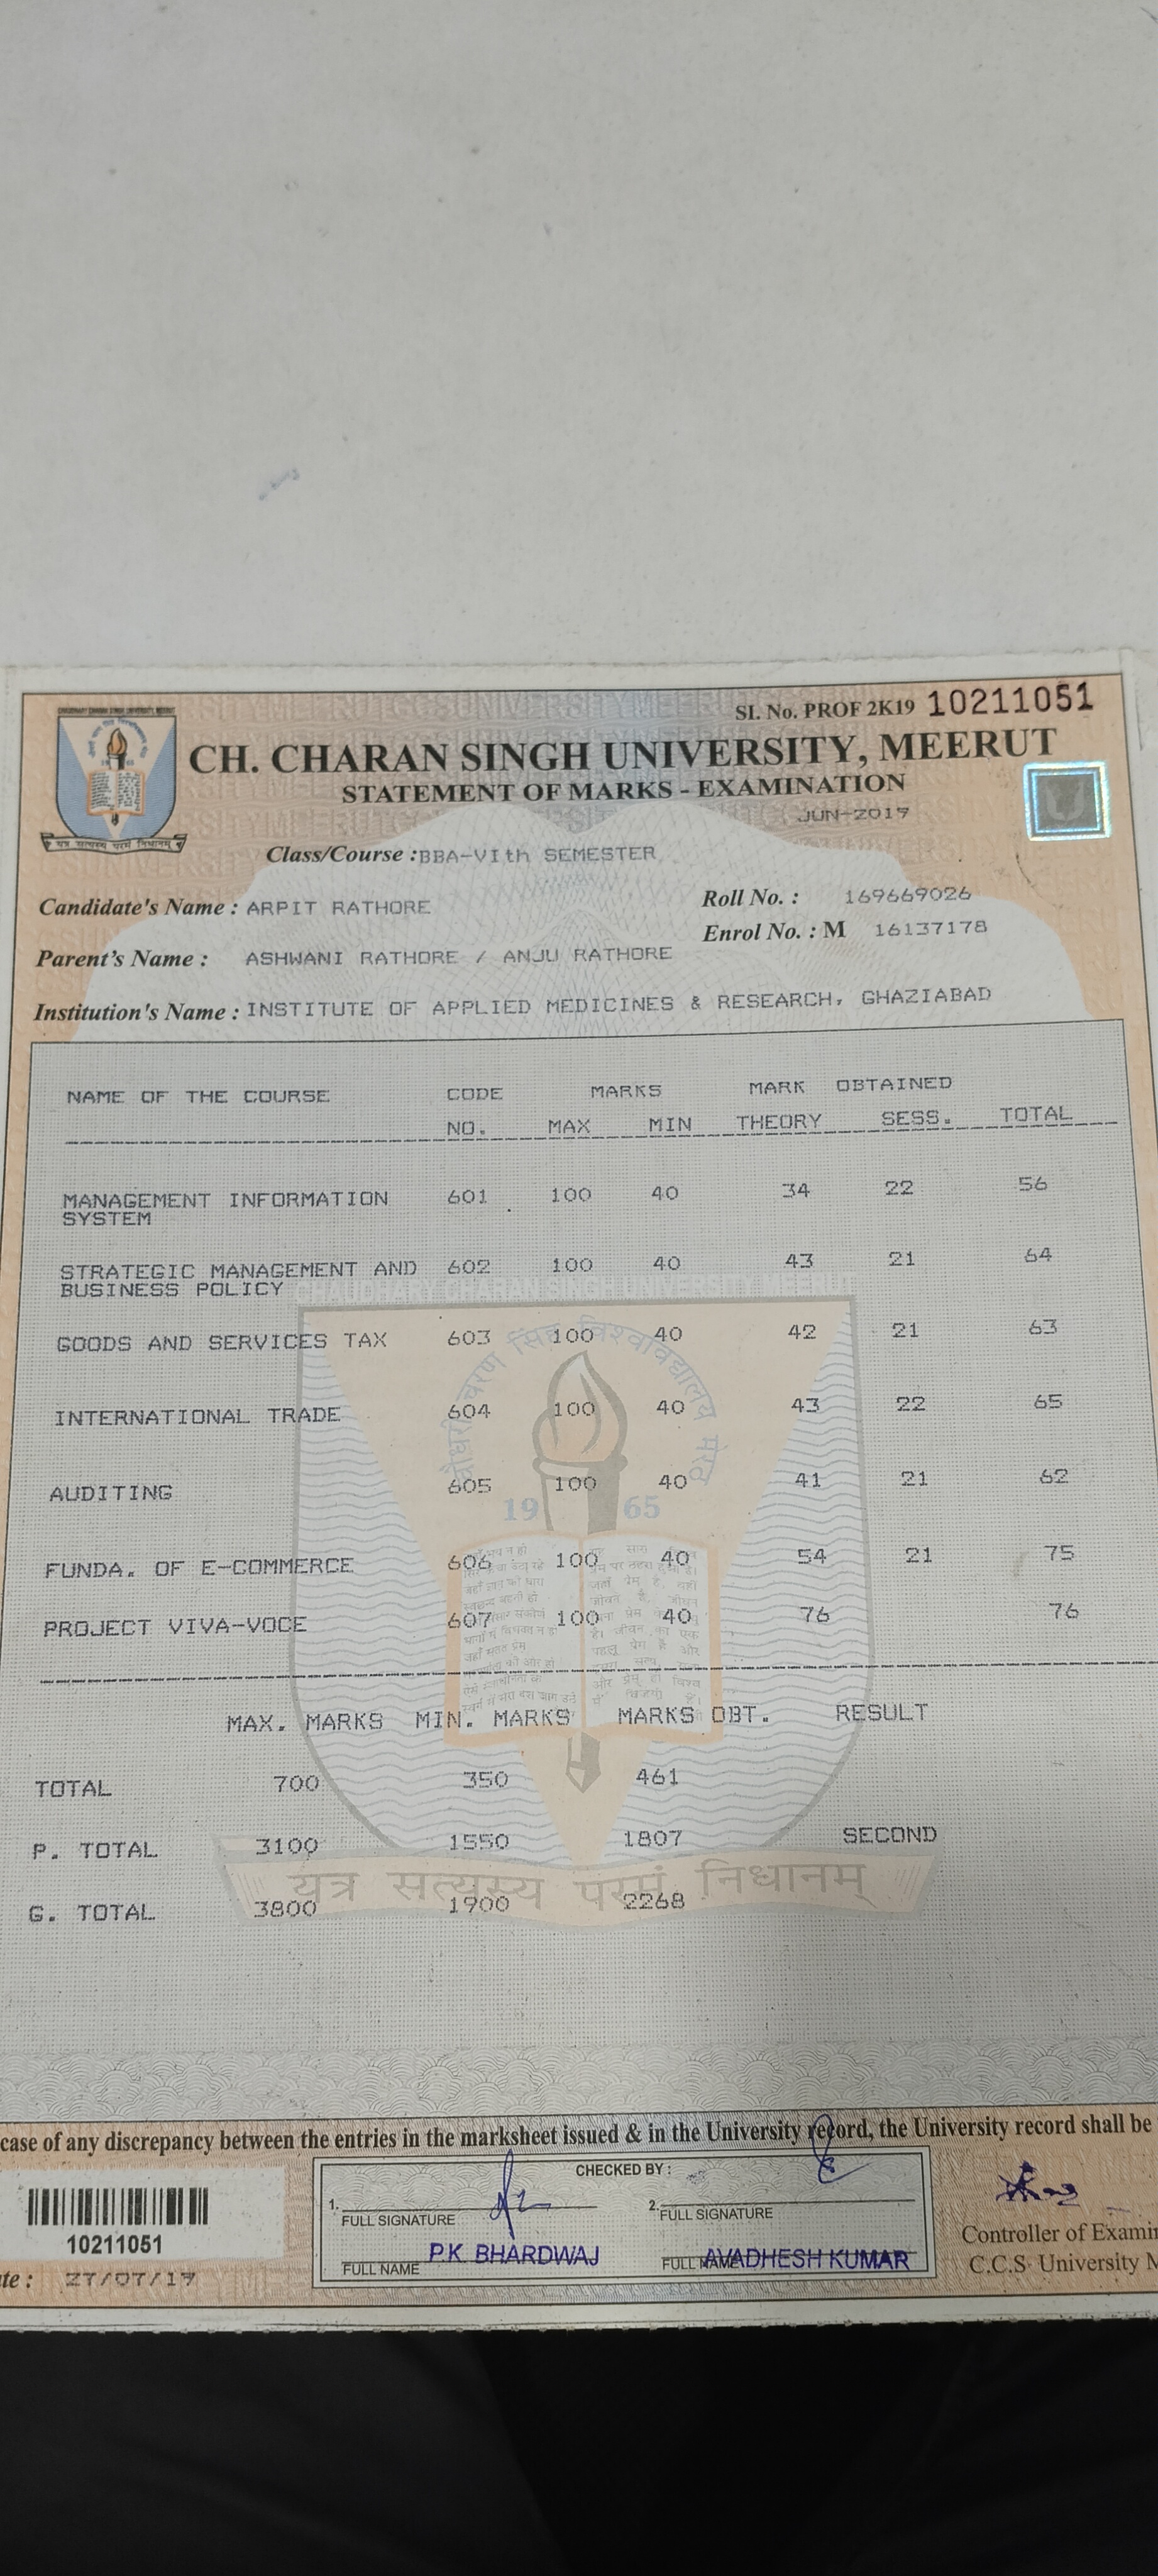 SI. No. PROF 2K19 10211051
CH. CHARAN SINGH UNIVERSITY, MEERUT
STATEMENT OF MARKS - EXAMINATION
JUN-2019
यत्र सत्यस्य परमं निधानम्
Class/Course : BBA-VIth SEMESTER
Candidate's Name : ARPIT RATHORE Roll No. : 169669026
Enrol No. : M 16137178
Parent's Name : ASHWANI RATHORE / ANJU RATHORE
Institution's Name : INSTITUTE OF APPLIED MEDICINES & RESEARCH, GHAZIABAD
NAME OF THE COURSE CODE MARKS MARK OBTAINED
NO. MAX MIN THEORY SESS. TOTAL
MANAGEMENT INFORMATION 601 100 40 34 22 56
SYSTEM
STRATEGIC MANAGEMENT AND 602 100 40 43 21 64
BUSINESS POLICY
CHAUDHARY CHARAN SINGH UNIVERSITY MEERUT
GOODS AND SERVICES TAX 603 100 40 42 21 63
चौधरी चरण सिंह विश्वविद्यालय मेरठ
INTERNATIONAL TRADE 604 100 40 43 22 65
AUDITING 605 100 40 41 21 62
1965
FUNDA. OF E-COMMERCE 606 100 40 54 21 75
PROJECT VIVA-VOCE 607 100 40 76 76
MAX. MARKS MIN. MARKS MARKS OBT. RESULT
TOTAL 700 350 461
P. TOTAL 3100 1550 1807 SECOND
यत्र सत्यस्य परमं निधानम्
G. TOTAL 3800 1900 2268
case of any discrepancy between the entries in the marksheet issued & in the University record, the University record shall be
CHECKED BY :
1. 2.
FULL SIGNATURE FULL SIGNATURE
FULL NAME P.K BHARDWAJ FULL NAME AVADHESH KUMAR
Controller of Examin
C.C.S University M
10211051
te : 27/07/19